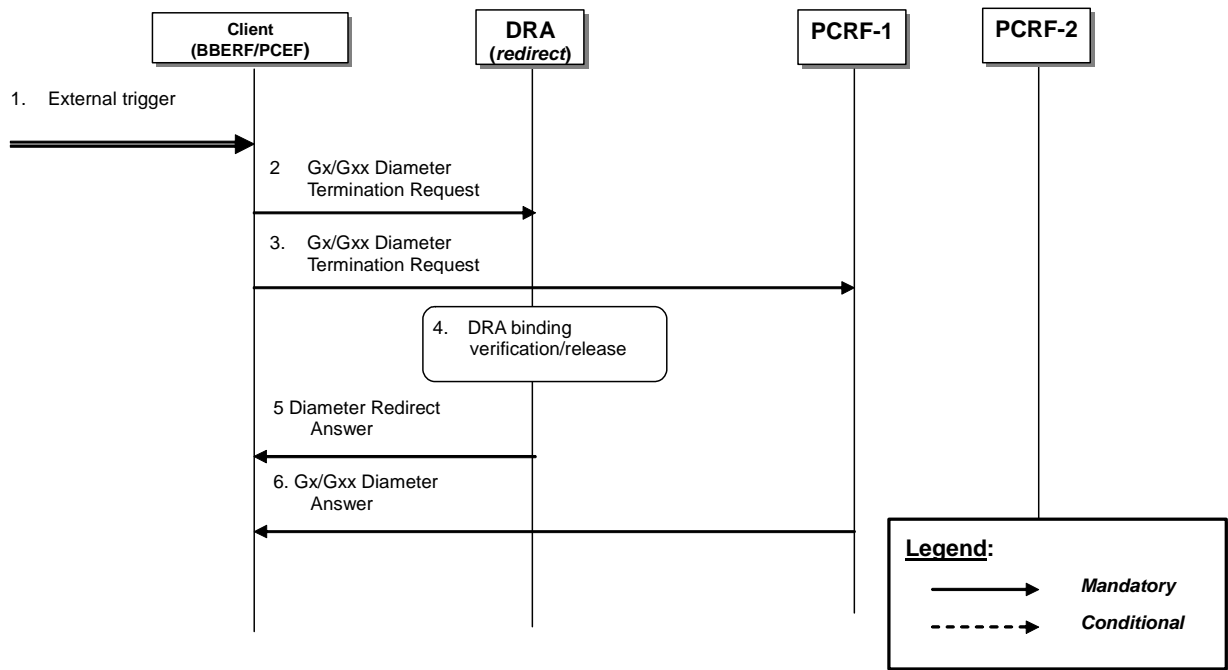 Client
(BBERF/PCEF)
DRA
(redirect)
PCRF-1
PCRF-2
1. External trigger
2 Gx/Gxx Diameter
Termination Request
3. Gx/Gxx Diameter
Termination Request
4. DRA binding
verification/release
5 Diameter Redirect
Answer
6. Gx/Gxx Diameter
Answer
Legend:
Mandatory
Conditional